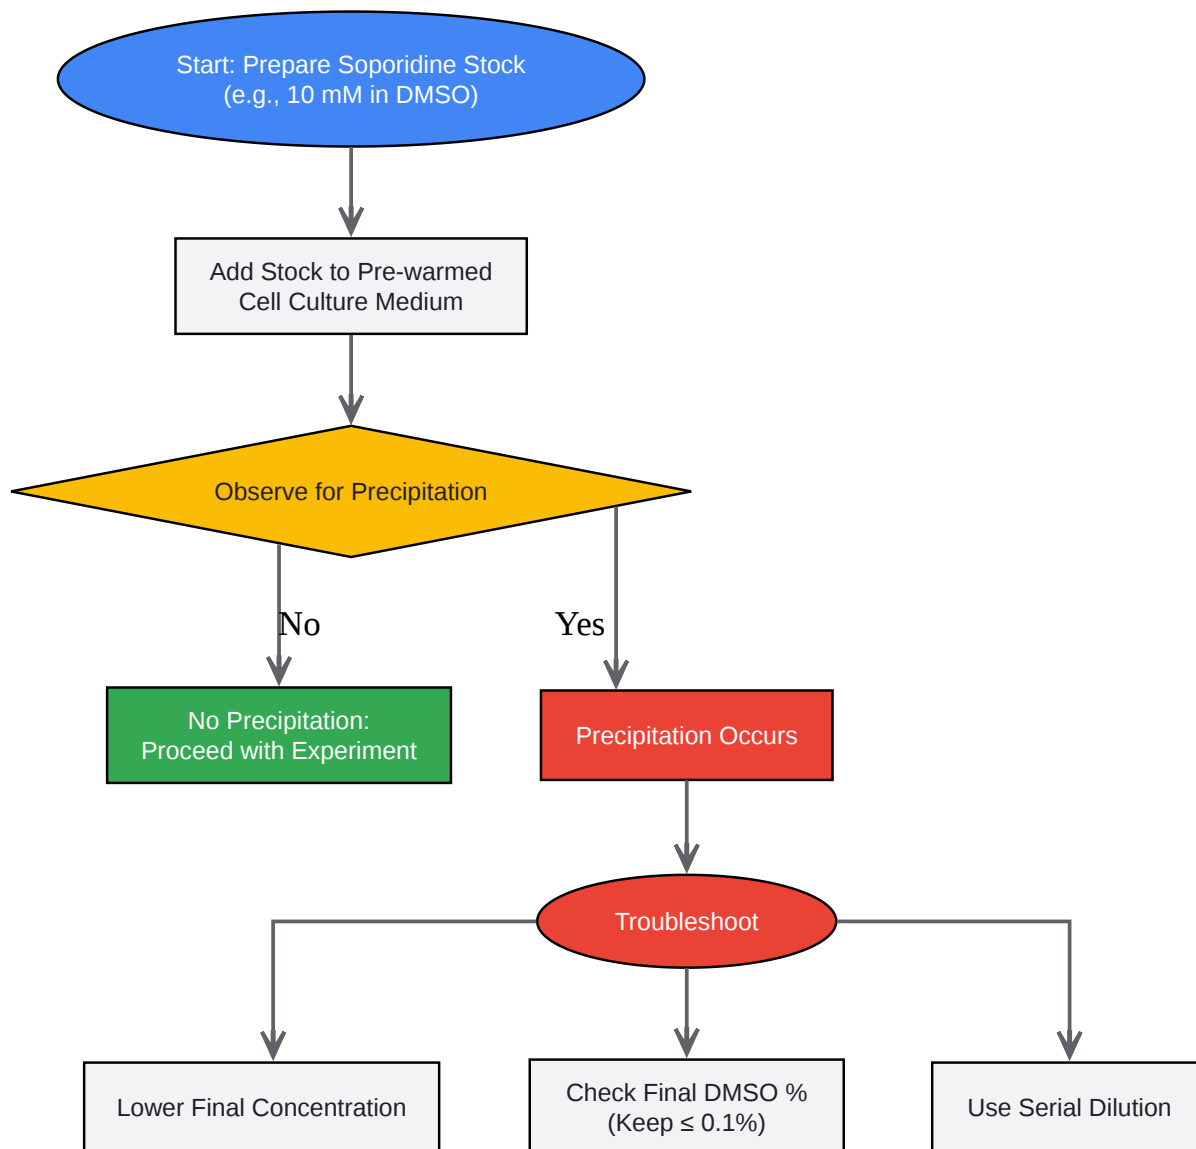 Start: Prepare Soporidine Stock
(e.g., 10 mM in DMSO)
Add Stock to Pre-warmed
Cell Culture Medium
Observe for Precipitation
No
Yes
No Precipitation:
Proceed with Experiment
Precipitation Occurs
Troubleshoot
Lower Final Concentration
Check Final DMSO %
(Keep ≤ 0.1%)
Use Serial Dilution